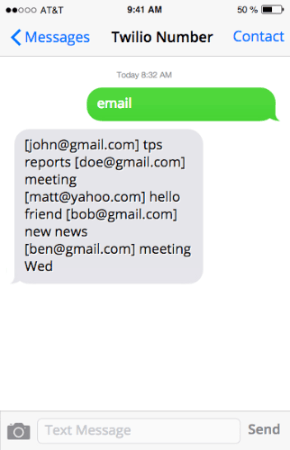 AT&T 9:41 AM 50 %
Messages Twilio Number Contact
Today 8:32 AM
email
[john@gmail.com] tps
reports [doe@gmail.com]
meeting
[matt@yahoo.com] hello
friend [bob@gmail.com]
new news
[ben@gmail.com] meeting
Wed
Text Message Send